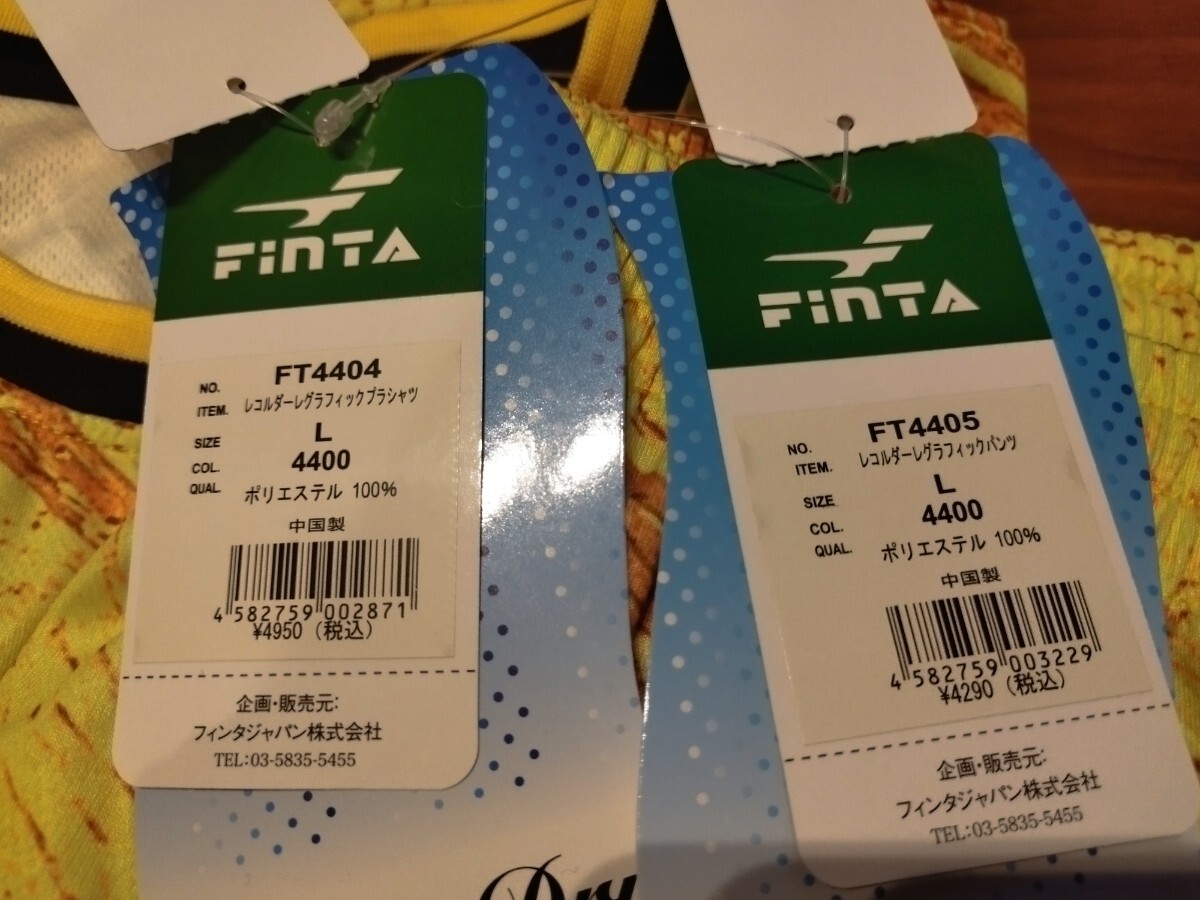 FiNTA
NO. FT4404
ITEM. レコルダーレグラフィックプラシャツ
SIZE L
COL. 4400
QUAL. ポリエステル 100%
中国製
4 582759 002871
¥4950 (税込)
企画・販売元:
フィンタジャパン株式会社
TEL:03-5835-5455
FiNTA
NO. FT4405
ITEM. レコルダーレグラフィックパンツ
SIZE L
COL. 4400
QUAL. ポリエステル 100%
中国製
4 582759 003229
¥4290 (税込)
企画・販売元:
フィンタジャパン株式会社
TEL:03-5835-5455
Dry